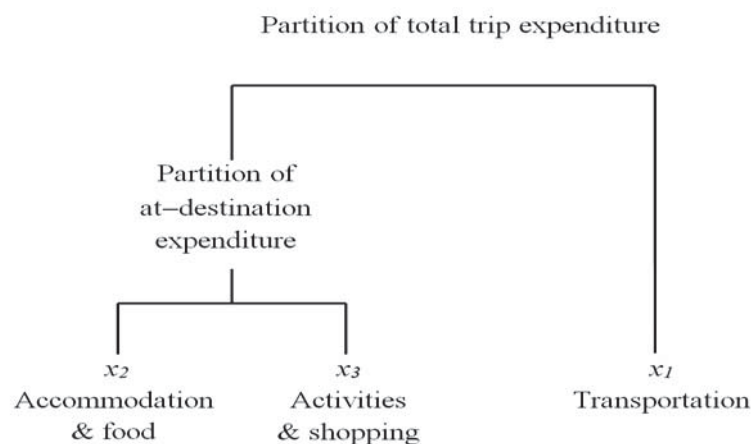 Partition of total trip expenditure
Partition of
at–destination
expenditure
x2
Accommodation
& food
x3
Activities
& shopping
x1
Transportation